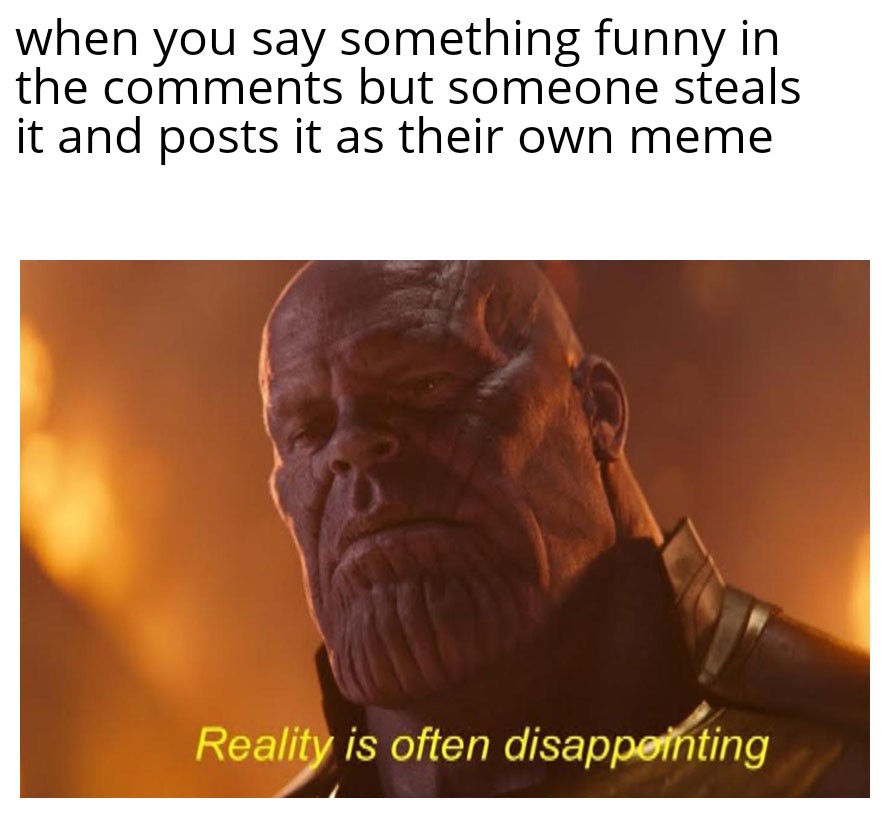 when you say something funny in
the comments but someone steals
it and posts it as their own meme
Reality is often disappointing